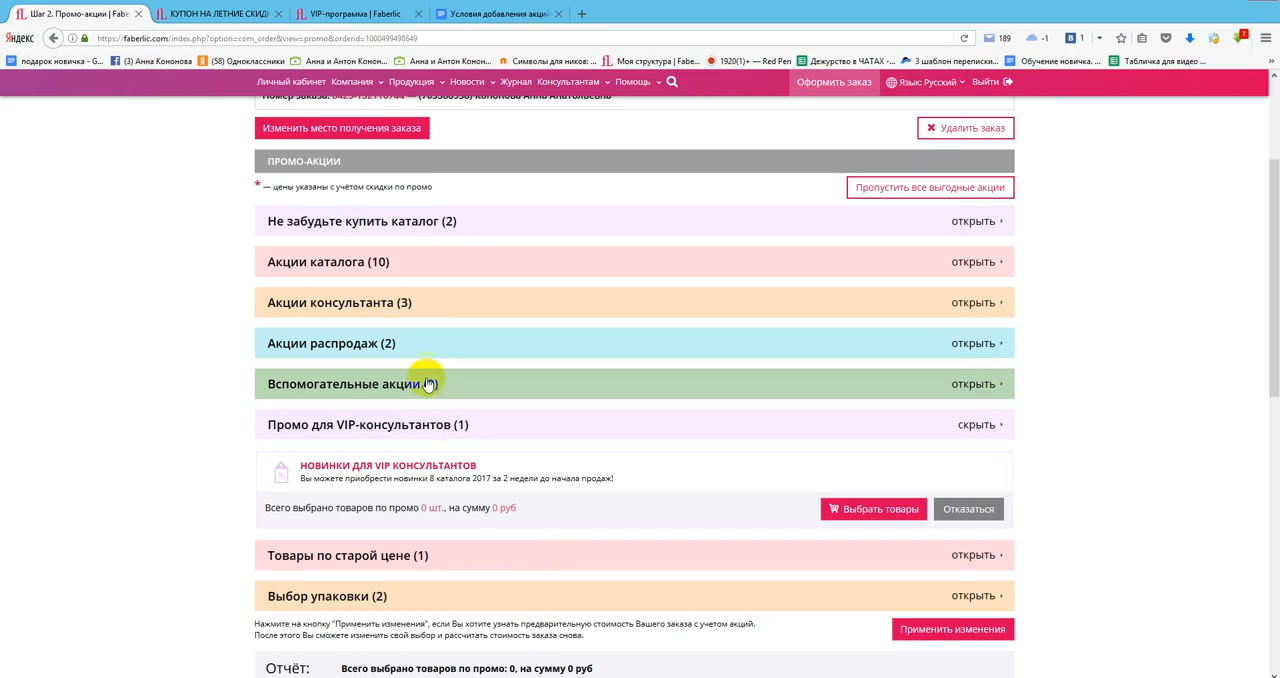 Шаг 2. Промо-акции | Fabe
КУПОН НА ЛЕТНИЕ СКИД
VIP-программа | Faberlic
Условия добавления акци
Яндекс
https://faberlic.com/index.php?option=com_order&view=promo&orderid=1000499498649
189
-1
1
7
подарок новичка - G...
(3) Анна Кононова
(58) Одноклассники
Анна и Антон Конон...
Анна и Антон Конон...
Символы для ников: ...
Моя структура | Fabe...
1920(1)+ — Red Pen
Дежурство в ЧАТАХ -...
3 шаблон переписки...
Обучение новичка. ...
Табличка для видео ...
Личный кабинет Компания Продукция Новости Журнал Консультантам Помощь
Оформить заказ
Язык: Русский
Выйти
Изменить место получения заказа
Удалить заказ
ПРОМО-АКЦИИ
* — цены указаны с учётом скидки по промо
Пропустить все выгодные акции
Не забудьте купить каталог (2) открыть
Акции каталога (10) открыть
Акции консультанта (3) открыть
Акции распродаж (2) открыть
Вспомогательные акции открыть
Промо для VIP-консультантов (1) скрыть
НОВИНКИ ДЛЯ VIP КОНСУЛЬТАНТОВ
Вы можете приобрести новинки 8 каталога 2017 за 2 недели до начала продаж!
Всего выбрано товаров по промо 0 шт., на сумму 0 руб
Выбрать товары
Отказаться
Товары по старой цене (1) открыть
Выбор упаковки (2) открыть
Нажмите на кнопку "Применить изменения", если Вы хотите узнать предварительную стоимость Вашего заказа с учетом акций.
После этого Вы сможете изменить свой выбор и рассчитать стоимость заказа снова.
Применить изменения
Отчёт: Всего выбрано товаров по промо: 0, на сумму 0 руб